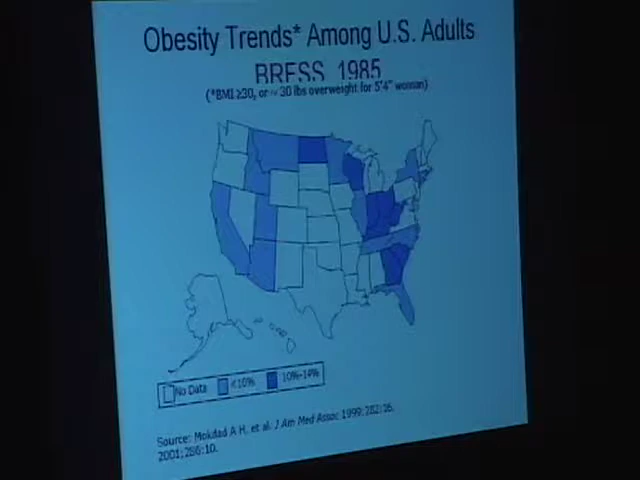 Obesity Trends* Among U.S. Adults
BRFSS, 1985
(*BMI ≥30, or ~ 30 lbs overweight for 5'4" woman)
No Data <10% 10%-14%
Source: Mokdad A H, et al. J Am Med Assoc 1999;282:16,
2001;286:10.